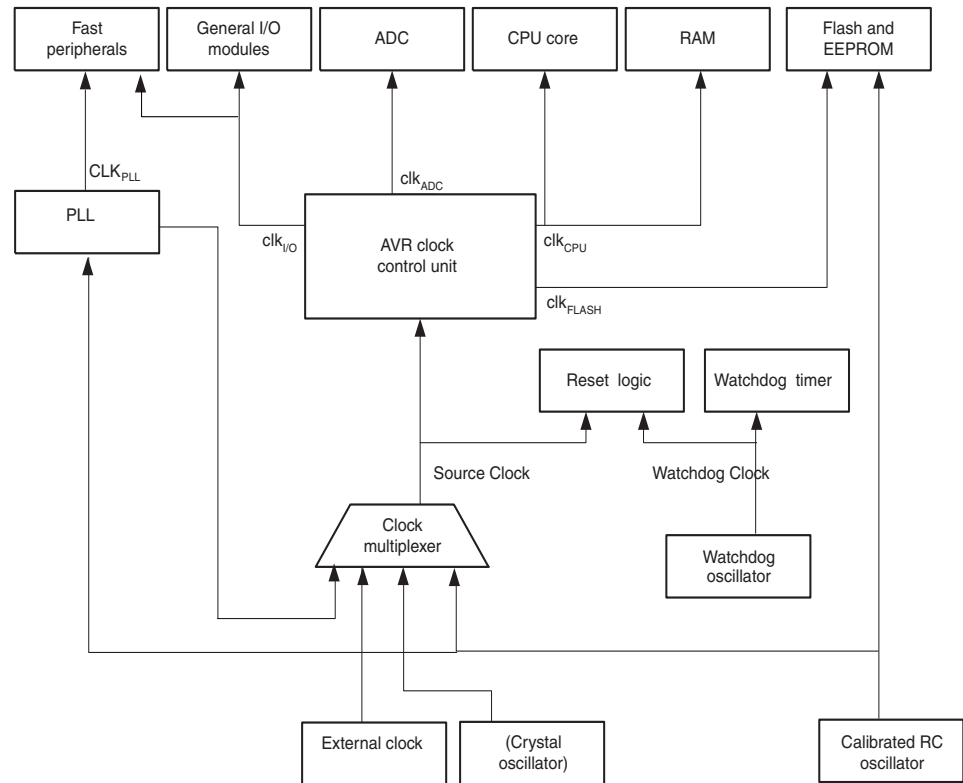 Fast
peripherals
General I/O
modules
ADC
CPU core
RAM
Flash and
EEPROM
CLKPLL
clkADC
PLL
clkI/O
AVR clock
control unit
clkCPU
clkFLASH
Reset logic
Watchdog timer
Source Clock
Watchdog Clock
Clock
multiplexer
Watchdog
oscillator
External clock
(Crystal
oscillator)
Calibrated RC
oscillator